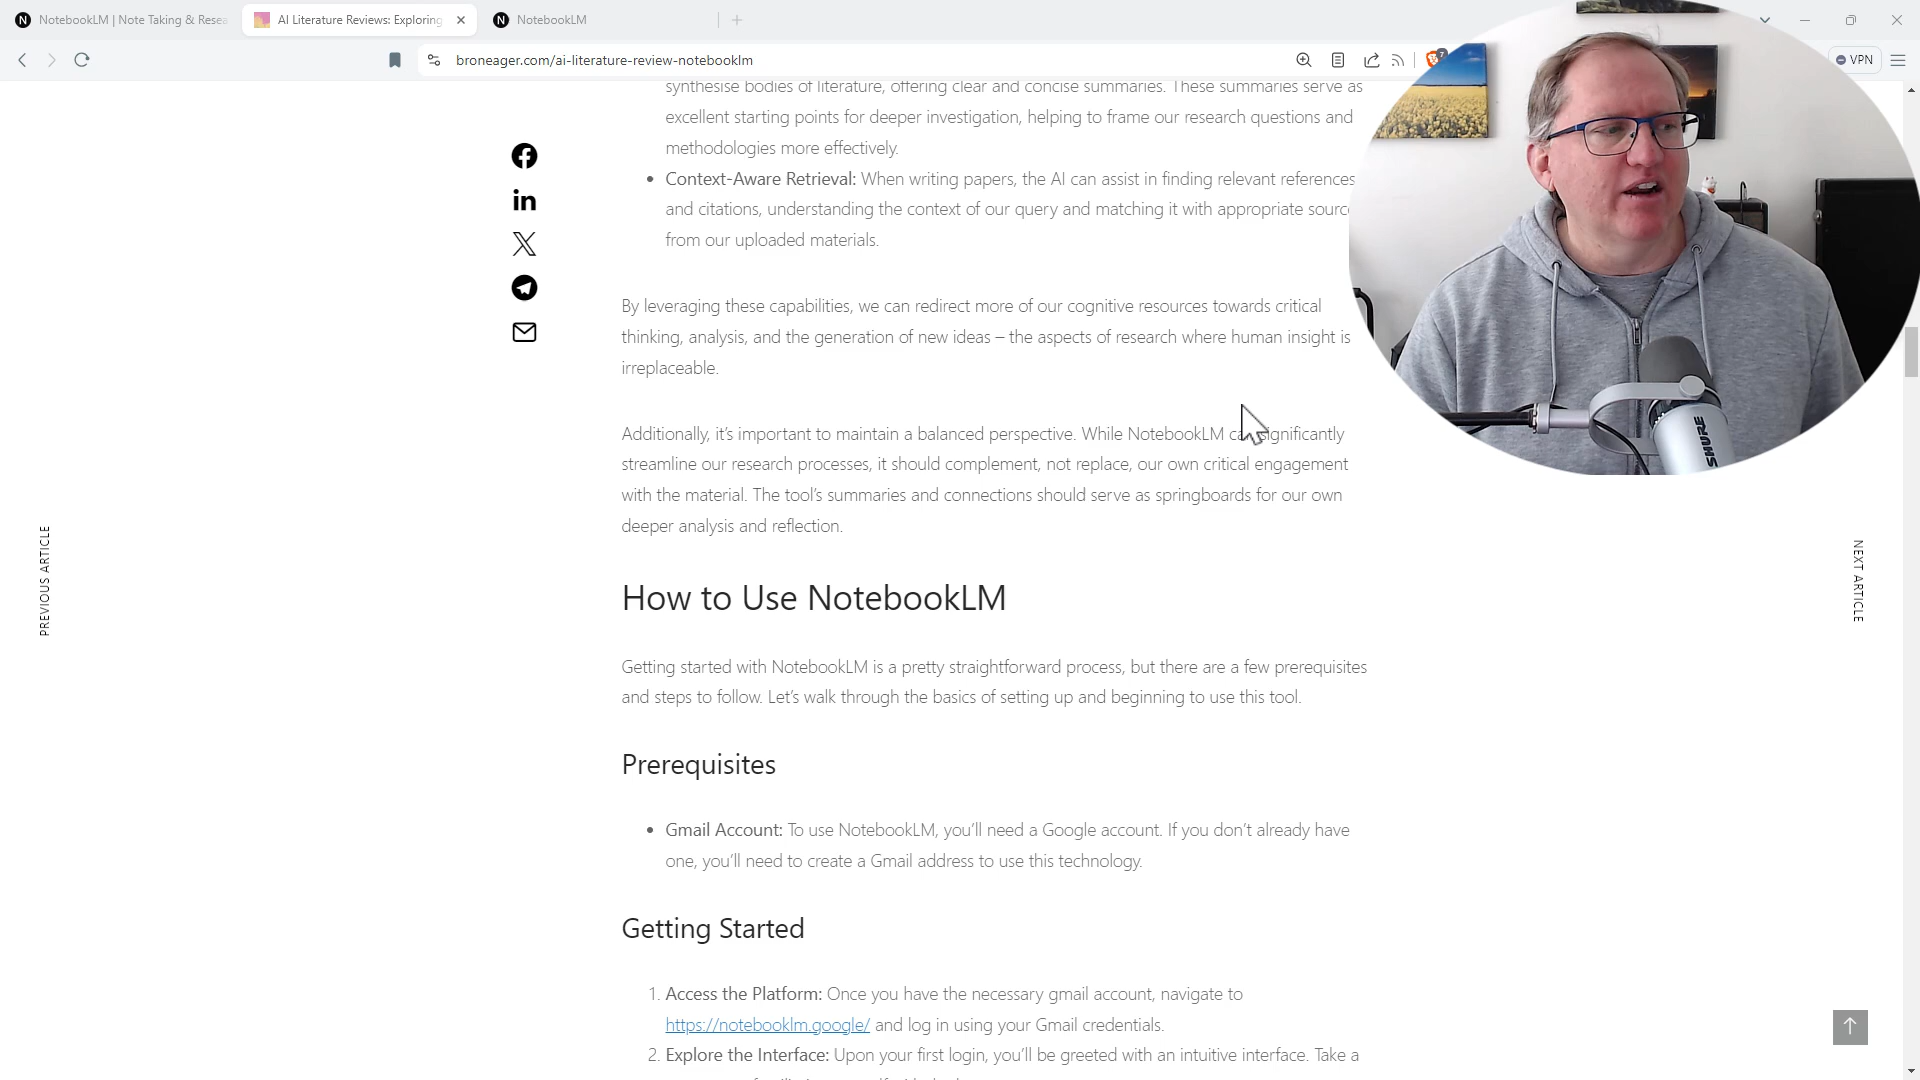 NotebookLM | Note Taking & Resea
AI Literature Reviews: Exploring
NotebookLM
broneager.com/ai-literature-review-notebooklm
7
VPN
synthesise bodies of literature, offering clear and concise summaries. These summaries serve as
excellent starting points for deeper investigation, helping to frame our research questions and
methodologies more effectively.
• Context-Aware Retrieval: When writing papers, the AI can assist in finding relevant references
and citations, understanding the context of our query and matching it with appropriate sourc
from our uploaded materials.
By leveraging these capabilities, we can redirect more of our cognitive resources towards critical
thinking, analysis, and the generation of new ideas – the aspects of research where human insight is
irreplaceable.
Additionally, it's important to maintain a balanced perspective. While NotebookLM ca significantly
streamline our research processes, it should complement, not replace, our own critical engagement
with the material. The tool's summaries and connections should serve as springboards for our own
deeper analysis and reflection.
SHURE
PREVIOUS ARTICLE
NEXT ARTICLE
How to Use NotebookLM
Getting started with NotebookLM is a pretty straightforward process, but there are a few prerequisites
and steps to follow. Let's walk through the basics of setting up and beginning to use this tool.
Prerequisites
• Gmail Account: To use NotebookLM, you'll need a Google account. If you don't already have
one, you'll need to create a Gmail address to use this technology.
Getting Started
1. Access the Platform: Once you have the necessary gmail account, navigate to
https://notebooklm.google/ and log in using your Gmail credentials.
2. Explore the Interface: Upon your first login, you'll be greeted with an intuitive interface. Take a